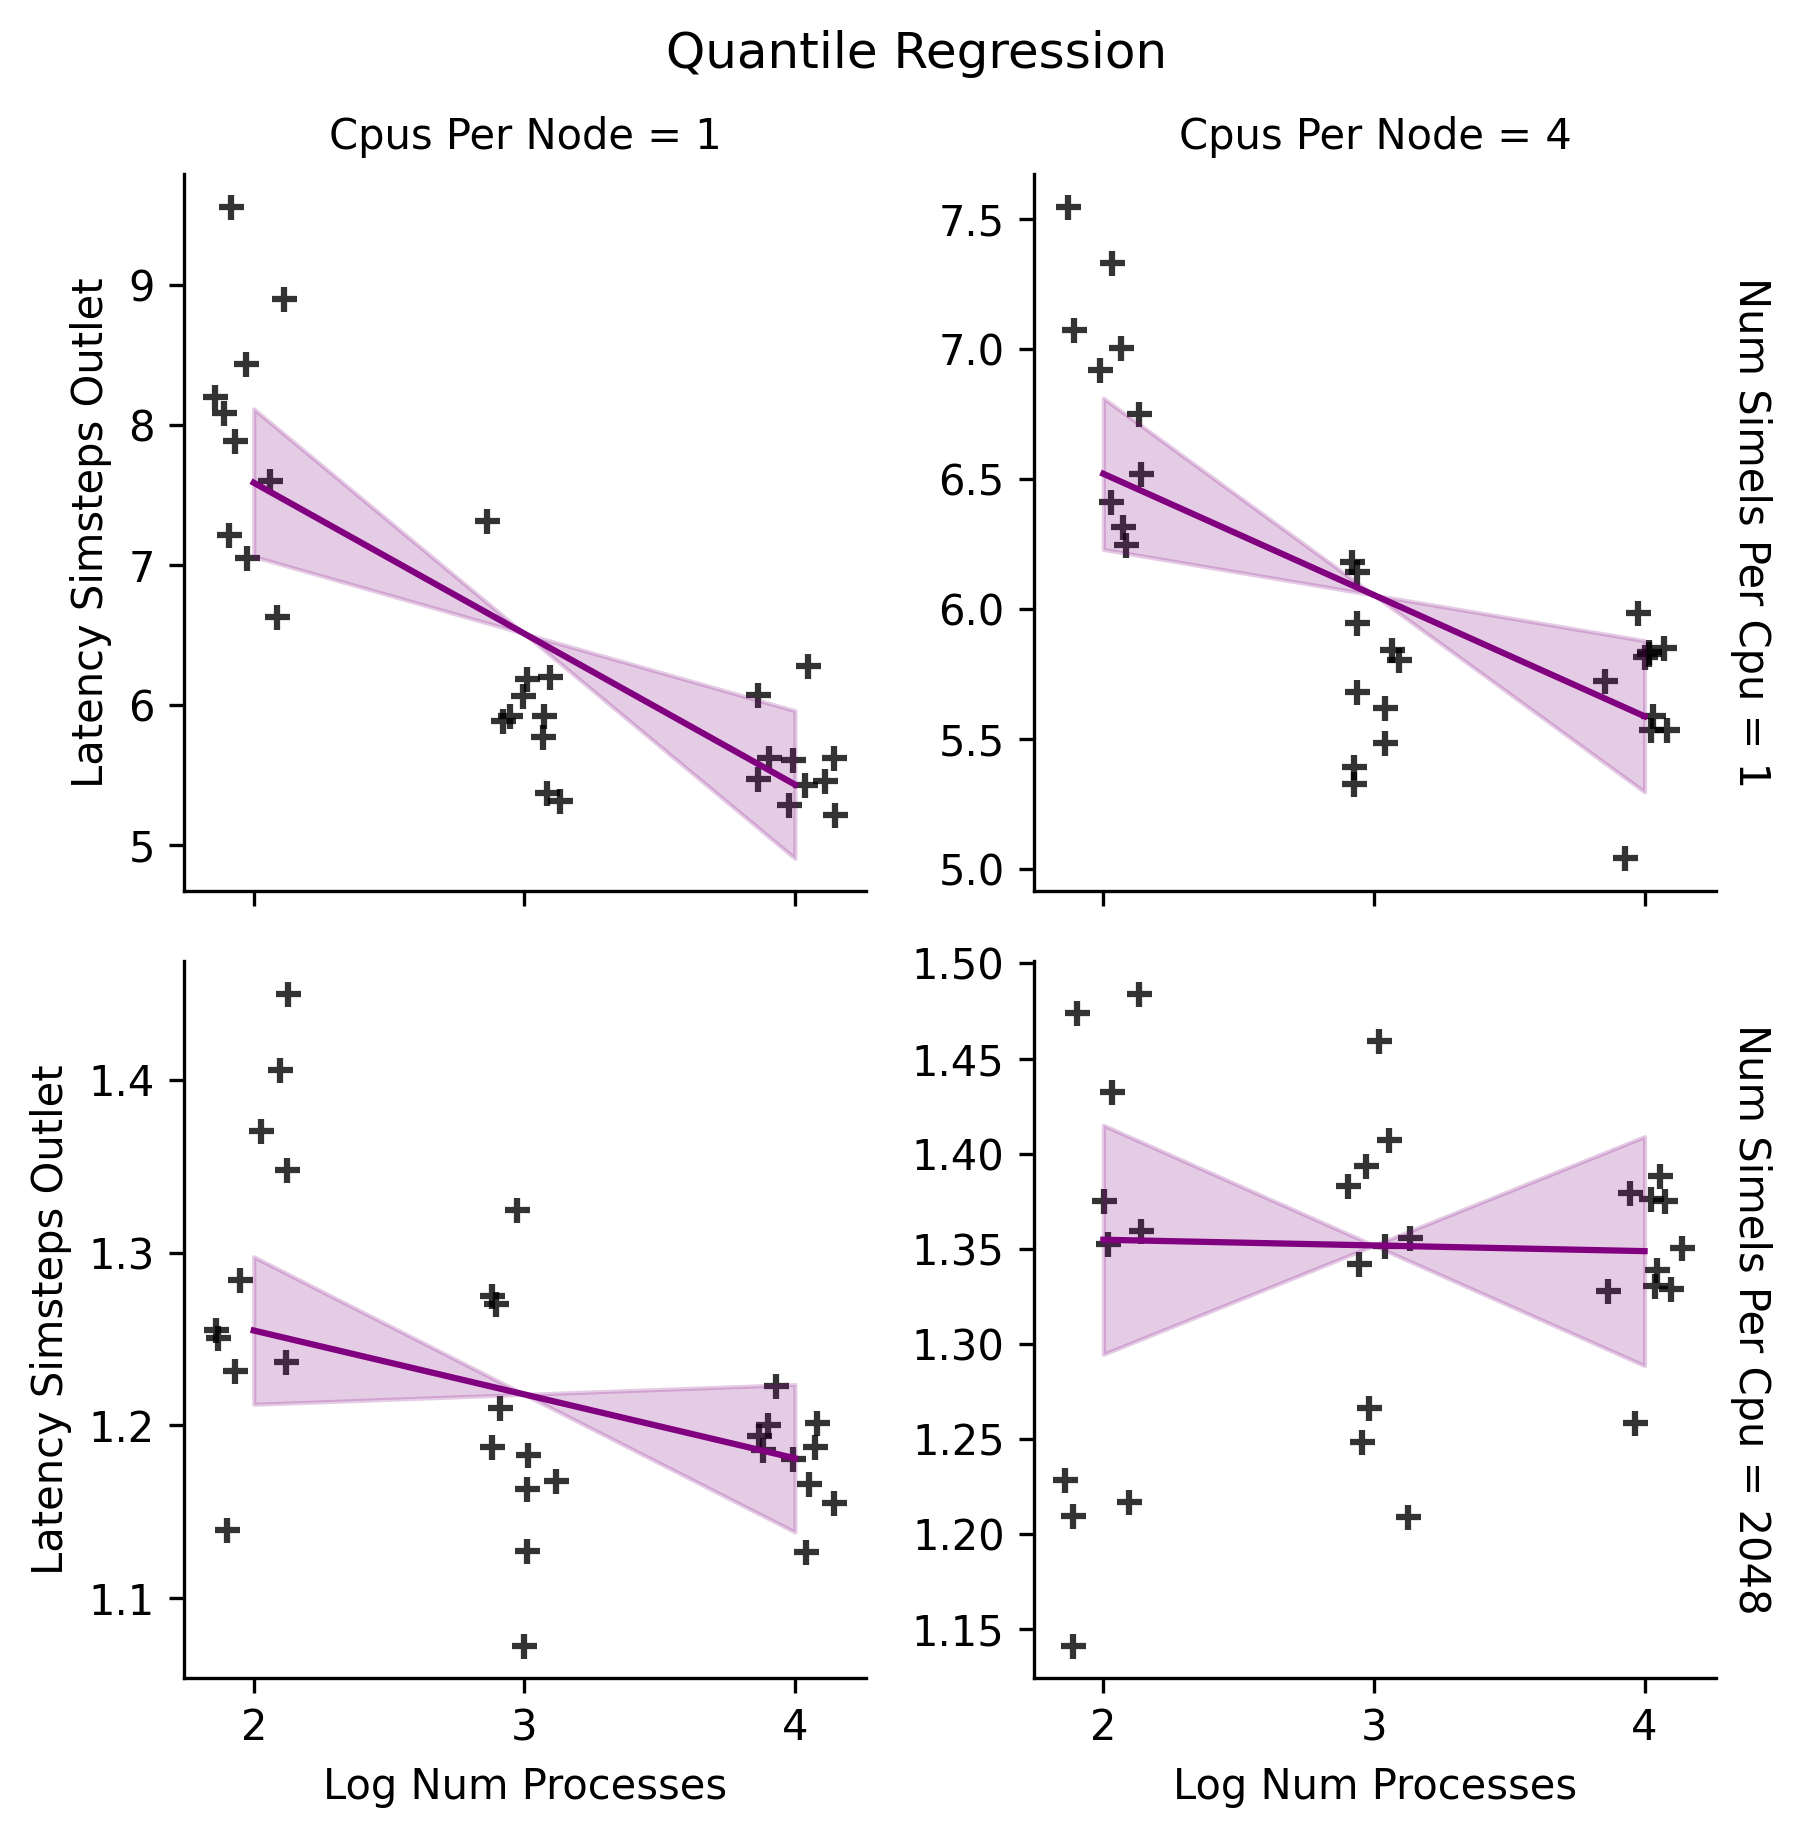 Quantile Regression
Cpus Per Node = 1
Cpus Per Node = 4
Latency Simsteps Outlet
9
8
7
6
5
7.5
7.0
6.5
6.0
5.5
5.0
Num Simels Per Cpu = 1
Latency Simsteps Outlet
1.4
1.3
1.2
1.1
1.50
1.45
1.40
1.35
1.30
1.25
1.20
1.15
Num Simels Per Cpu = 2048
2 3 4
2 3 4
Log Num Processes
Log Num Processes